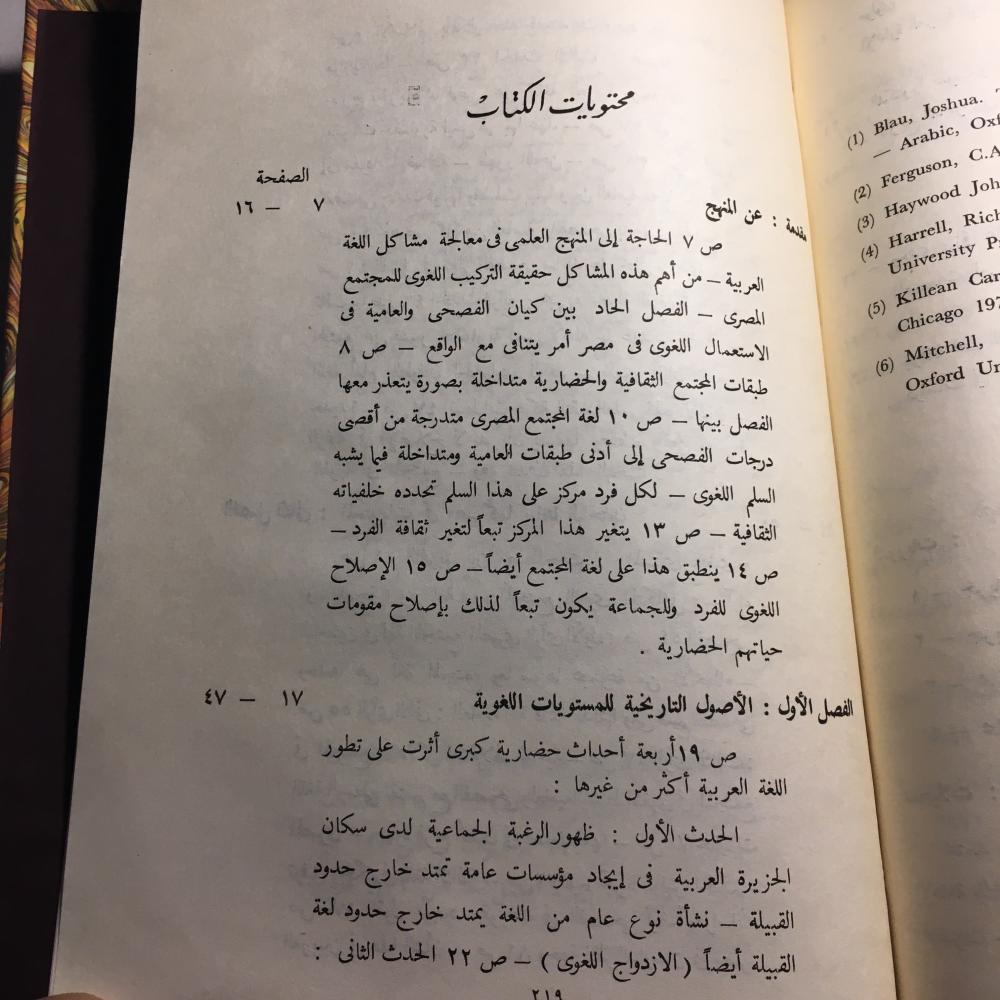 محتويات الكتاب
الصفحة
مقدمة : عن المنهج ٧ – ١٦
ص ٧ الحاجة إلى المنهج العلمى فى معالجة مشاكل اللغة
العربية – من أهم هذه المشاكل حقيقة التركيب اللغوى للمجتمع
المصرى – الفصل الحاد بين كيان الفصحى والعامية فى
الاستعمال اللغوى فى مصر أمر يتنافى مع الواقع – ص ٨
طبقات المجتمع الثقافية والحضارية متداخلة بصورة يتعذر معها
الفصل بينها – ص ١٠ لغة المجتمع المصرى متدرجة من أقصى
درجات الفصحى إلى أدنى طبقات العامية ومتداخلة فيما يشبه
السلم اللغوى – لكل فرد مركز على هذا السلم تحدده خلفياته
الثقافية – ص ١٣ يتغير هذا المركز تبعاً لتغير ثقافة الفرد –
ص ١٤ ينطبق هذا على لغة المجتمع أيضاً – ص ١٥ الإصلاح
اللغوى للفرد وللجماعة يكون تبعاً لذلك بإصلاح مقومات
حياتهم الحضارية .
الفصل الأول : الأصول التاريخية للمستويات اللغوية ١٧ – ٤٧
ص ١٩ أربعة أحداث حضارية كبرى أثرت على تطور
اللغة العربية أكثر من غيرها :
الحدث الأول : ظهور الرغبة الجماعية لدى سكان
الجزيرة العربية فى إيجاد مؤسسات عامة تمتد خارج حدود
القبيلة – نشأة نوع عام من اللغة يمتد خارج حدود لغة
القبيلة أيضاً ( الازدواج اللغوى ) – ص ٢٢ الحدث الثانى :
٢١٩
(1) Blau, Joshua.
— Arabic, Oxf
(2) Ferguson, C.A
(3) Haywood Joh
(4) Harrell, Rich
University P
(5) Killean Car
Chicago 197
(6) Mitchell,
Oxford Un